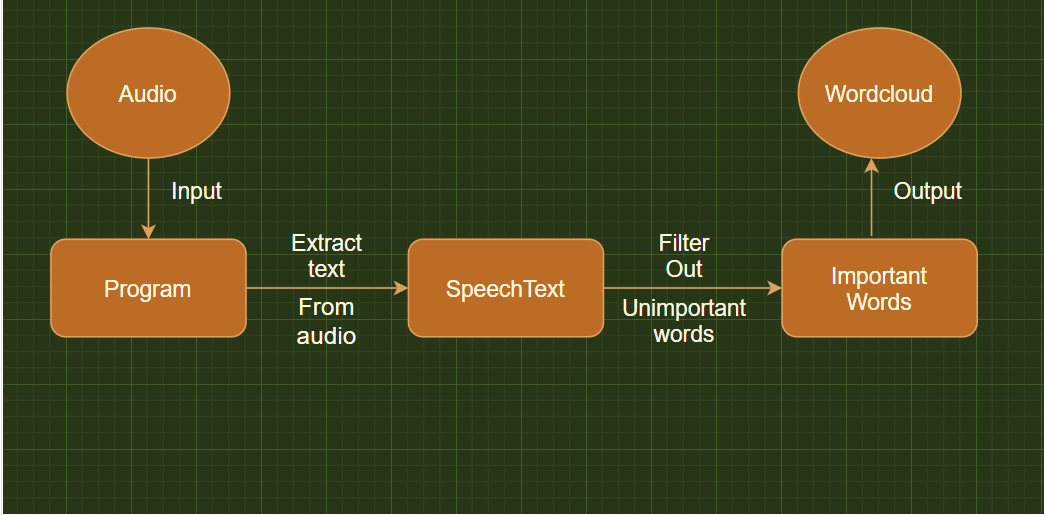 Audio
Wordcloud
Input
Output
Extract
text
From
audio
Filter
Out
Unimportant
words
Program
SpeechText
Important
Words